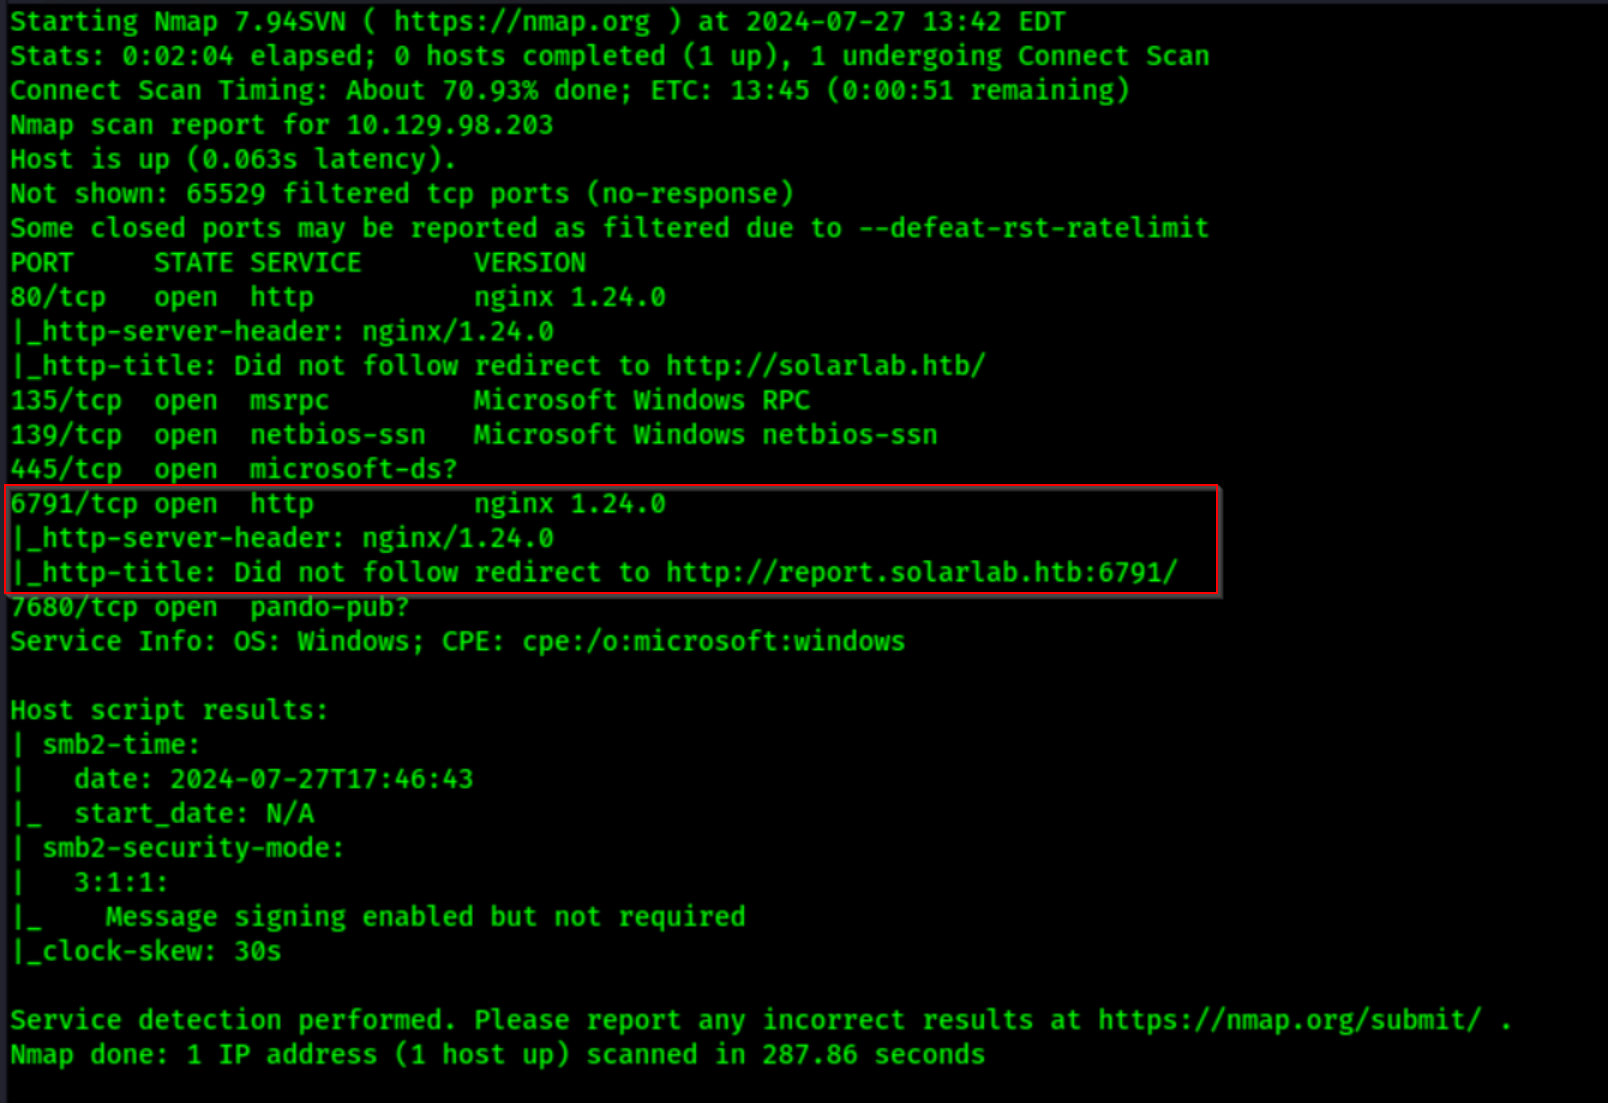 Starting Nmap 7.94SVN ( https://nmap.org ) at 2024-07-27 13:42 EDT
Stats: 0:02:04 elapsed; 0 hosts completed (1 up), 1 undergoing Connect Scan
Connect Scan Timing: About 70.93% done; ETC: 13:45 (0:00:51 remaining)
Nmap scan report for 10.129.98.203
Host is up (0.063s latency).
Not shown: 65529 filtered tcp ports (no-response)
Some closed ports may be reported as filtered due to --defeat-rst-ratelimit
PORT     STATE SERVICE       VERSION
80/tcp   open  http          nginx 1.24.0
|_http-server-header: nginx/1.24.0
|_http-title: Did not follow redirect to http://solarlab.htb/
135/tcp  open  msrpc         Microsoft Windows RPC
139/tcp  open  netbios-ssn   Microsoft Windows netbios-ssn
445/tcp  open  microsoft-ds?
6791/tcp open  http          nginx 1.24.0
|_http-server-header: nginx/1.24.0
|_http-title: Did not follow redirect to http://report.solarlab.htb:6791/
7680/tcp open  pando-pub?
Service Info: OS: Windows; CPE: cpe:/o:microsoft:windows

Host script results:
| smb2-time:
|   date: 2024-07-27T17:46:43
|_  start_date: N/A
| smb2-security-mode:
|   3:1:1:
|_    Message signing enabled but not required
|_clock-skew: 30s

Service detection performed. Please report any incorrect results at https://nmap.org/submit/ .
Nmap done: 1 IP address (1 host up) scanned in 287.86 seconds